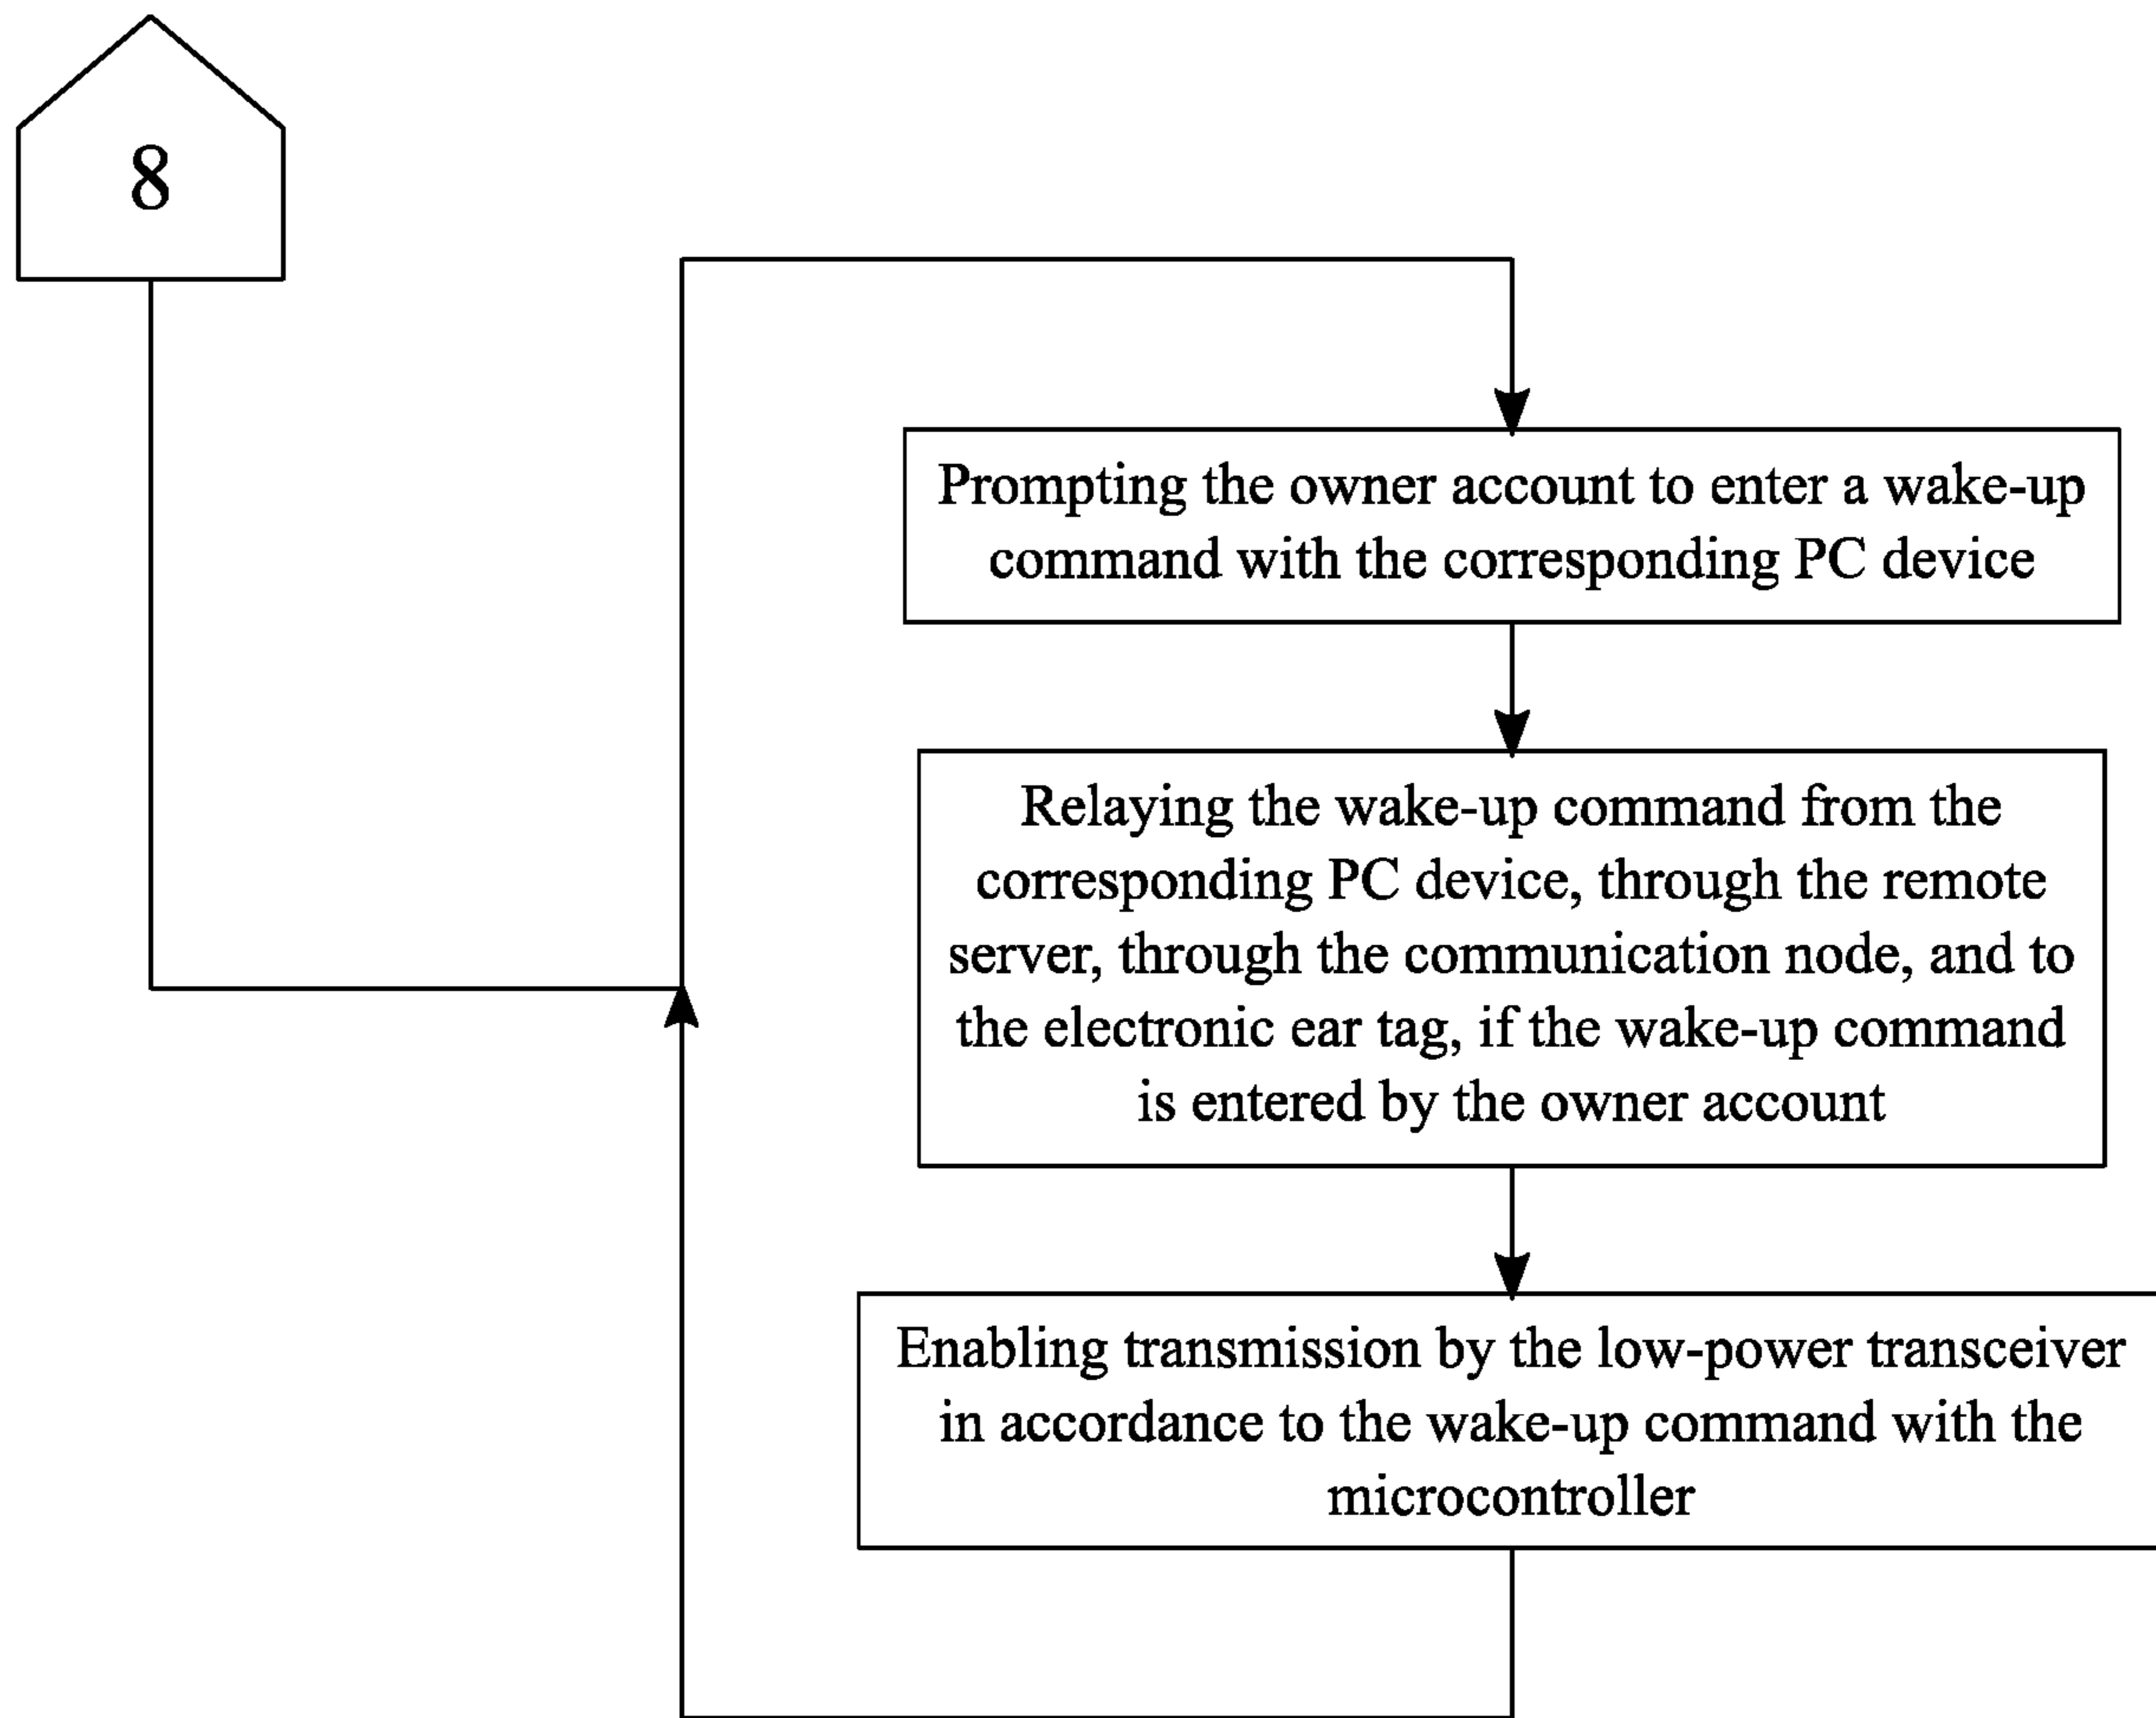 8
Prompting the owner account to enter a wake-up
command with the corresponding PC device
Relaying the wake-up command from the
corresponding PC device, through the remote
server, through the communication node, and to
the electronic ear tag, if the wake-up command
is entered by the owner account
Enabling transmission by the low-power transceiver
in accordance to the wake-up command with the
microcontroller